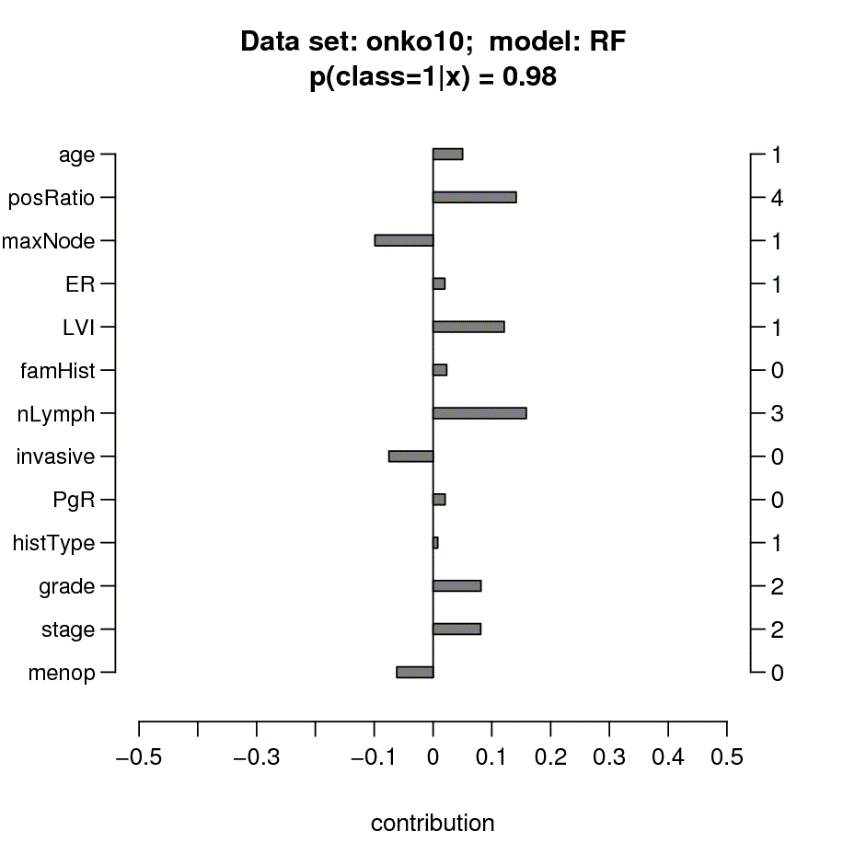 Data set: onko10;  model: RF
p(class=1|x) = 0.98
age 1
posRatio 4
maxNode 1
ER 1
LVI 1
famHist 0
nLymph 3
invasive 0
PgR 0
histType 1
grade 2
stage 2
menop 0
−0.5 −0.3 −0.1 0 0.1 0.2 0.3 0.4 0.5
contribution